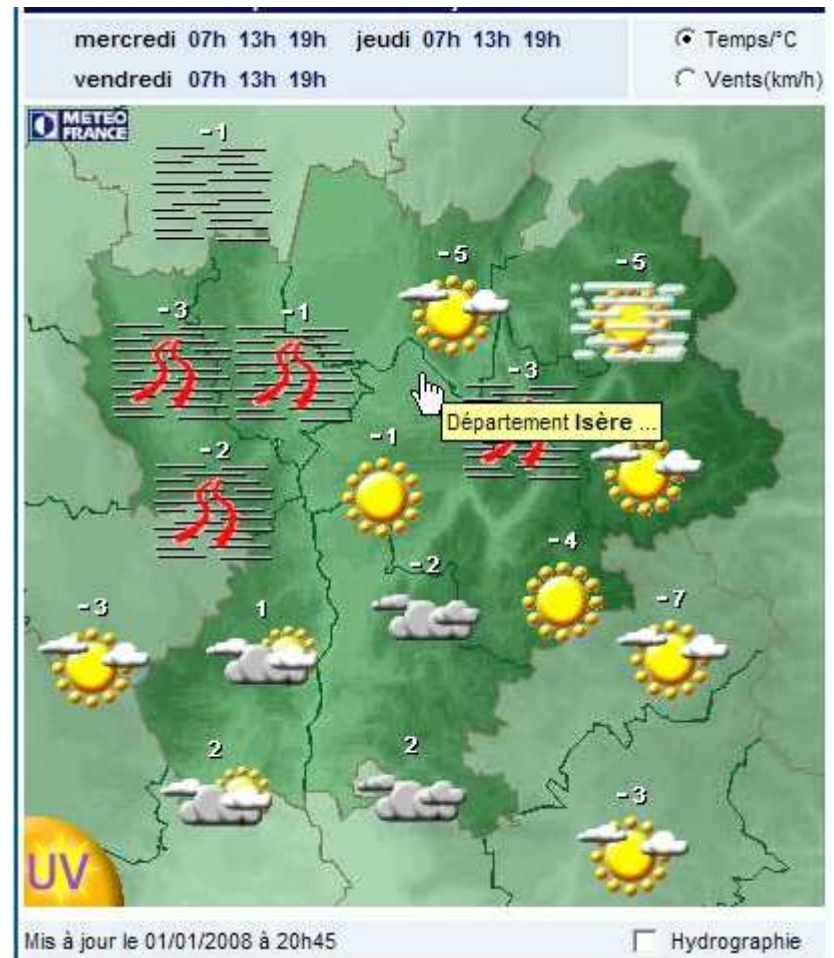 mercredi 07h 13h 19h jeudi 07h 13h 19h
Temps/°C
vendredi 07h 13h 19h
Vents(km/h)
METEO
FRANCE
-1
-5
-5
-3
-1
-3
Département Isère ...
-1
-2
-4
-2
-7
-3
1
2
2
-3
UV
Mis à jour le 01/01/2008 à 20h45
Hydrographie